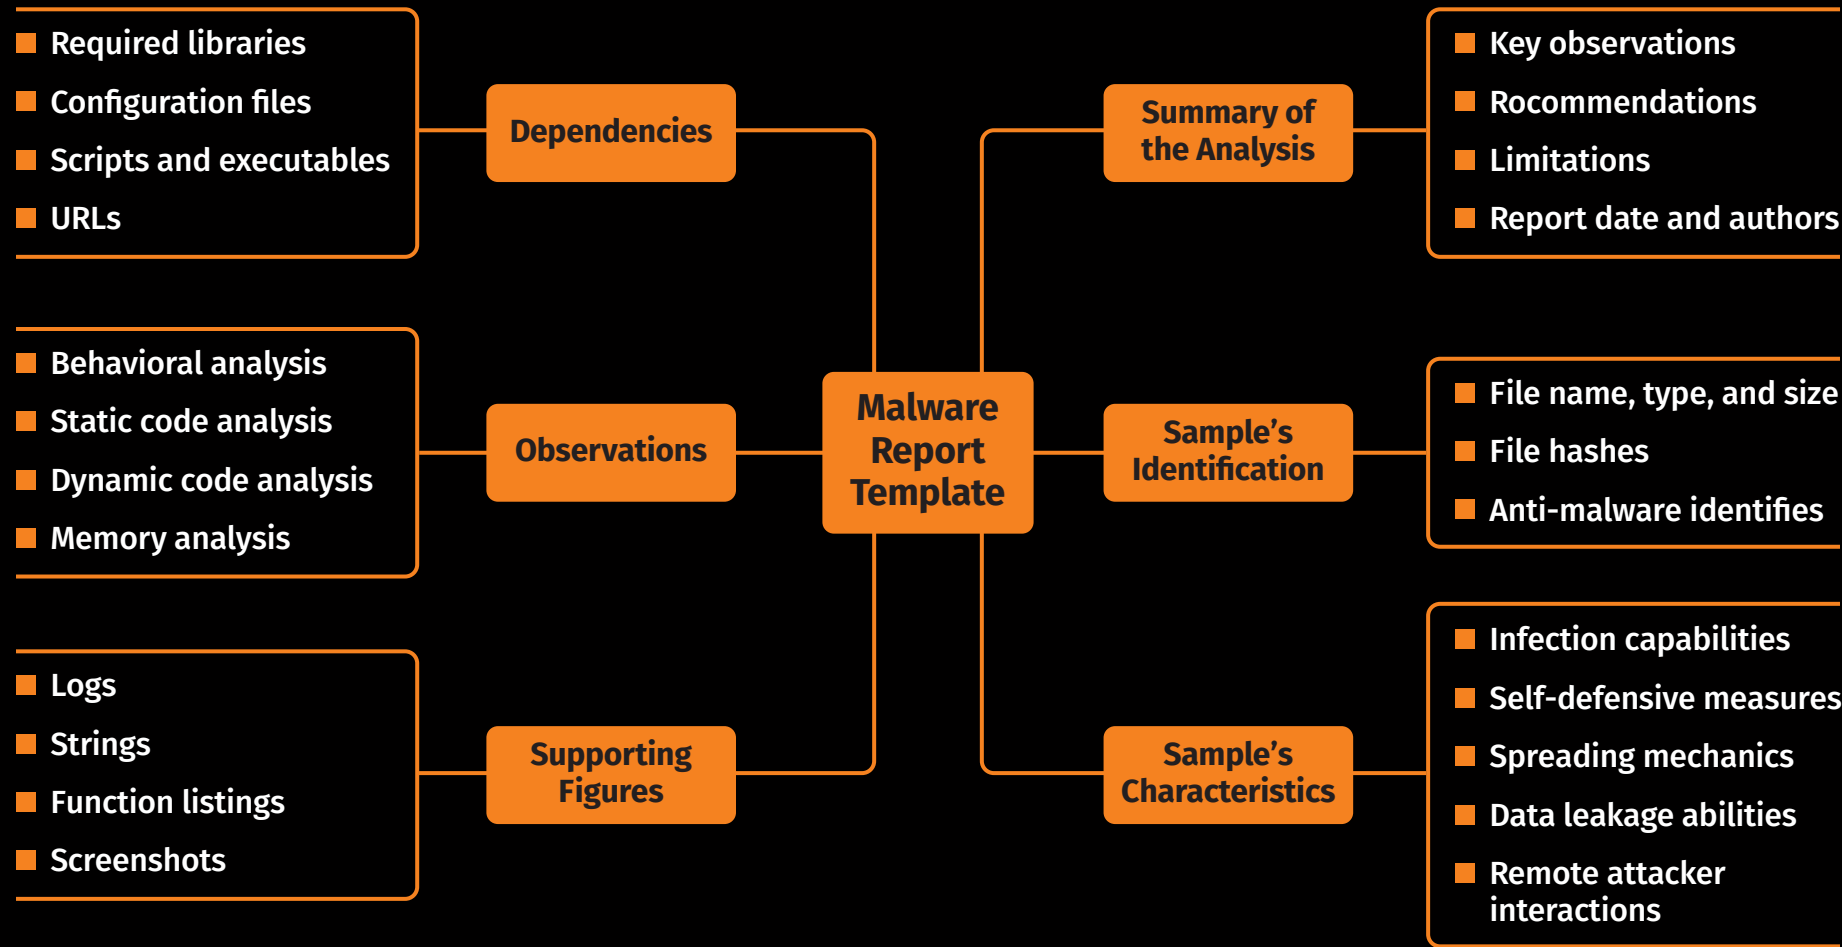 Required libraries
Configuration files
Scripts and executables
URLs
Dependencies
Behavioral analysis
Static code analysis
Dynamic code analysis
Memory analysis
Observations
Logs
Strings
Function listings
Screenshots
Supporting
Figures
Malware
Report
Template
Summary of
the Analysis
Key observations
Rocommendations
Limitations
Report date and authors
Sample's
Identification
File name, type, and size
File hashes
Anti-malware identifies
Sample's
Characteristics
Infection capabilities
Self-defensive measures
Spreading mechanics
Data leakage abilities
Remote attacker
interactions